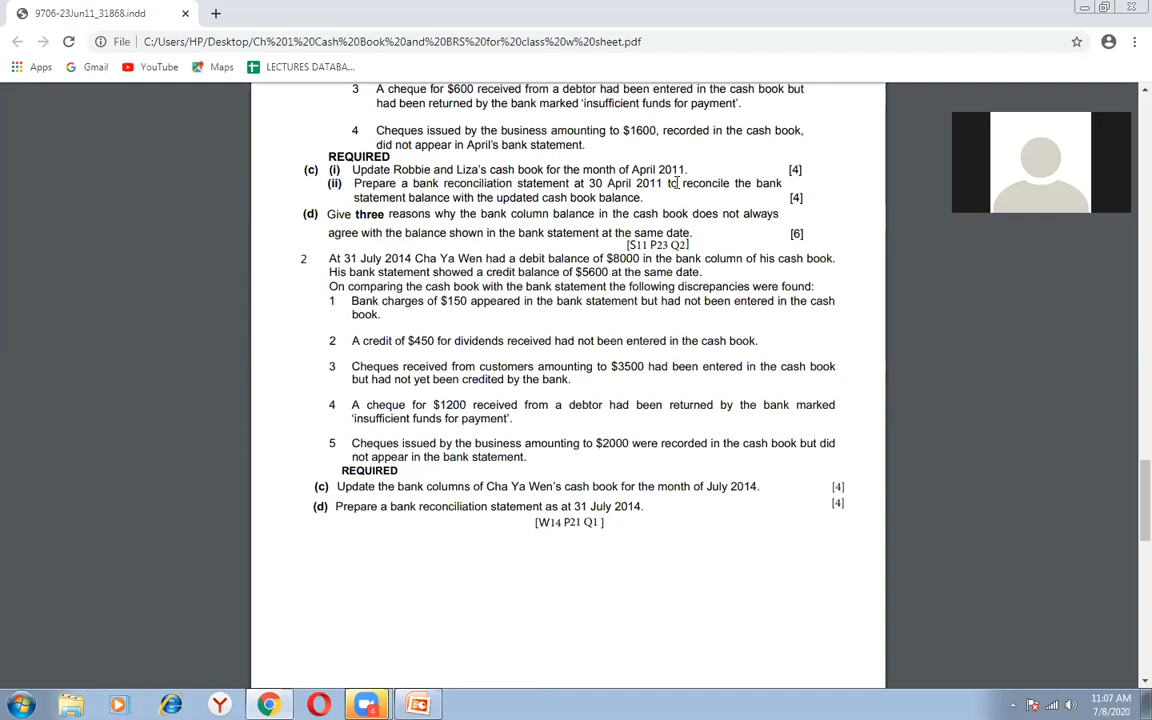 9706-23Jun11_31868.indd
File
C:/Users/HP/Desktop/Ch%201%20Cash%20Book%20and%20BRS%20for%20class%20w%20sheet.pdf
Apps Gmail YouTube Maps LECTURES DATABA...
3 A cheque for $600 received from a debtor had been entered in the cash book but
had been returned by the bank marked ‘insufficient funds for payment’.
4 Cheques issued by the business amounting to $1600, recorded in the cash book,
did not appear in April’s bank statement.
REQUIRED
(c) (i) Update Robbie and Liza’s cash book for the month of April 2011. [4]
(ii) Prepare a bank reconciliation statement at 30 April 2011 to reconcile the bank
statement balance with the updated cash book balance. [4]
(d) Give three reasons why the bank column balance in the cash book does not always
agree with the balance shown in the bank statement at the same date. [6]
[S11 P23 Q2]
2 At 31 July 2014 Cha Ya Wen had a debit balance of $8000 in the bank column of his cash book.
His bank statement showed a credit balance of $5600 at the same date.
On comparing the cash book with the bank statement the following discrepancies were found:
1 Bank charges of $150 appeared in the bank statement but had not been entered in the cash
book.
2 A credit of $450 for dividends received had not been entered in the cash book.
3 Cheques received from customers amounting to $3500 had been entered in the cash book
but had not yet been credited by the bank.
4 A cheque for $1200 received from a debtor had been returned by the bank marked
‘insufficient funds for payment’.
5 Cheques issued by the business amounting to $2000 were recorded in the cash book but did
not appear in the bank statement.
REQUIRED
(c) Update the bank columns of Cha Ya Wen’s cash book for the month of July 2014. [4]
(d) Prepare a bank reconciliation statement as at 31 July 2014. [4]
[W14 P21 Q1 ]
4
11:07 AM
7/8/2020